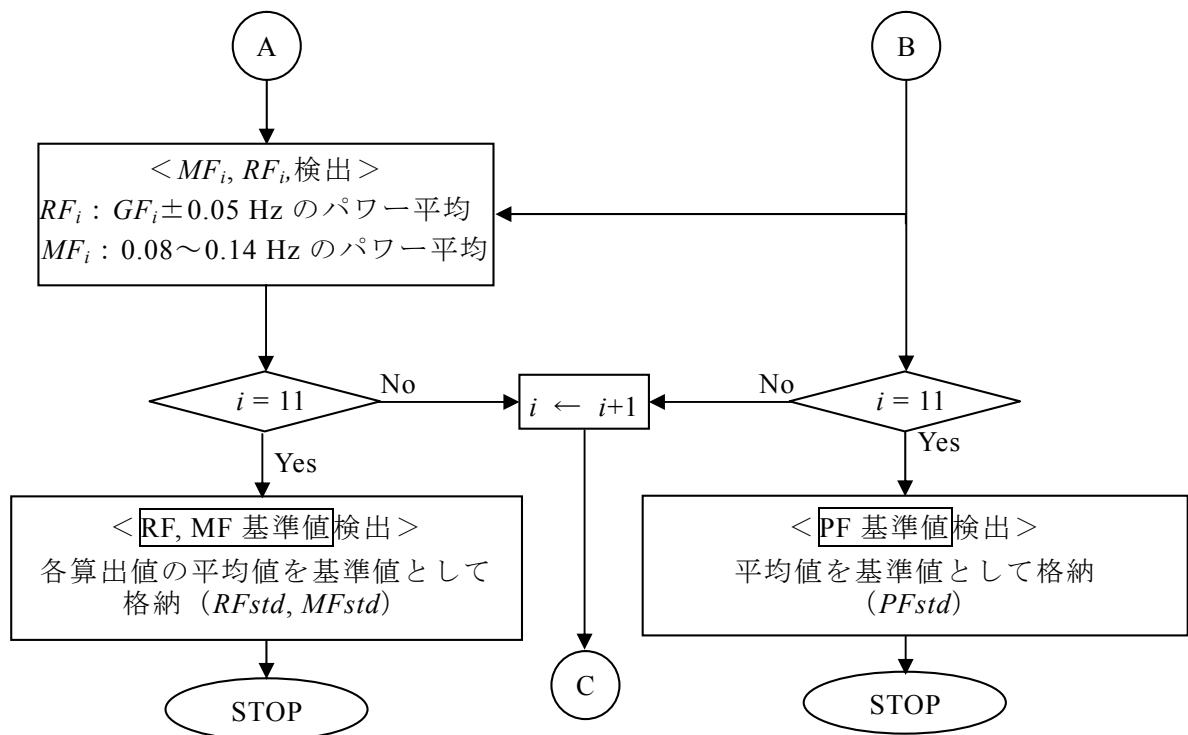 A
B
<MFi, RFi,検出>
RFi : GFi±0.05 Hz のパワー平均
MFi : 0.08～0.14 Hz のパワー平均
i = 11
No
i ← i+1
No
i = 11
Yes
Yes
<RF, MF 基準値検出>
各算出値の平均値を基準値として
格納（RFstd, MFstd）
<PF 基準値検出>
平均値を基準値として格納
（PFstd）
C
STOP
STOP